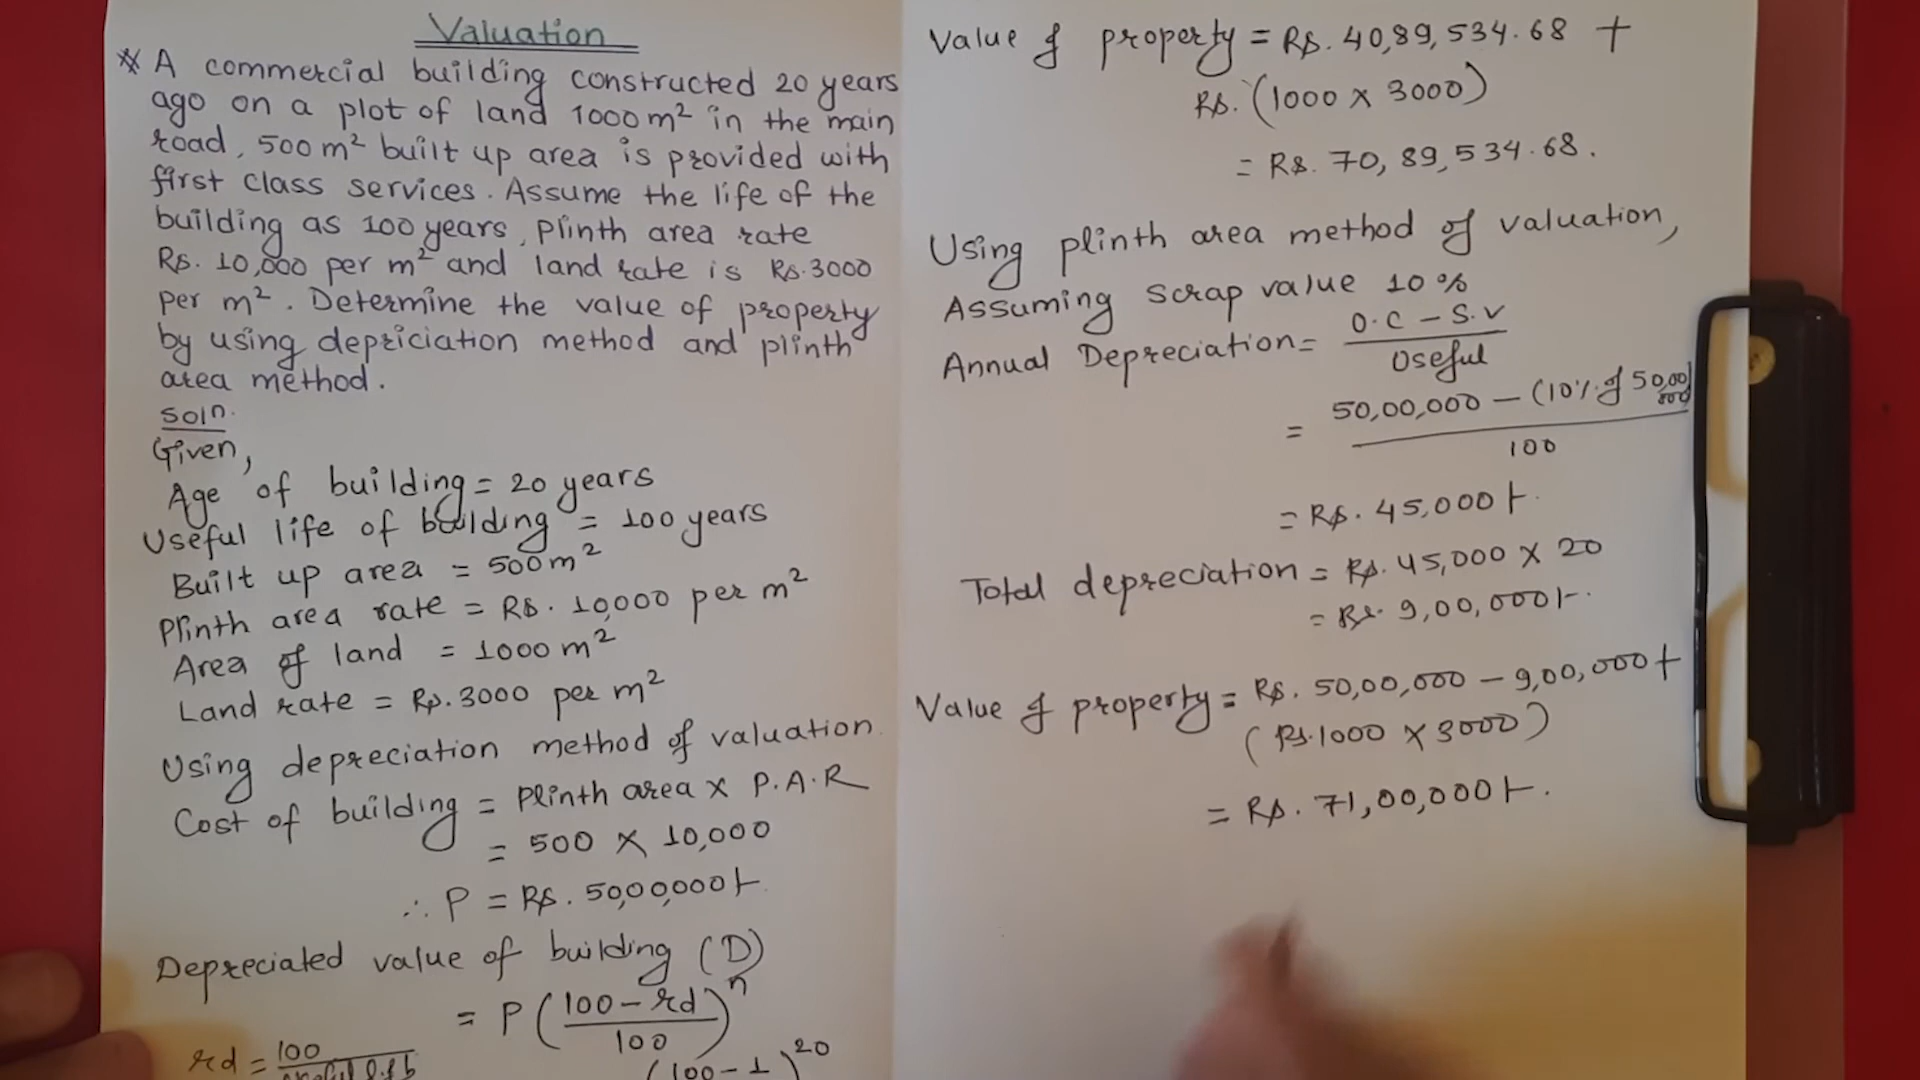 Valuation
* A commercial building constructed 20 years
ago on a plot of land 1000 m² in the main
road, 500 m² built up area is provided with
first class services. Assume the life of the
building as 100 years, plinth area rate
Rs. 10,000 per m² and land rate is Rs. 3000
per m². Determine the value of property
by using depriciation method and plinth
area method.
Soln.
Given,
Age of building = 20 years
Useful life of building = 100 years
Built up area = 500 m²
Plinth area rate = Rs. 10,000 per m²
Area of land = 1000 m²
Land rate = Rs. 3000 per m²
Using depreciation method of valuation.
Cost of building = Plinth area x P.A.R
= 500 x 10,000
∴ P = Rs. 50,00,000/-.
Depreciated value of building (D)
= P ((100 - rd)/100)^n
rd = 100
(100 - 1)^20
Value of property = Rs. 40,89,534.68 +
Rs. (1000 x 3000)
= Rs. 70,89,534.68.
Using plinth area method of valuation,
Assuming scrap value 10%
Annual Depreciation = O.C - S.V
Useful
= 50,00,000 - (10% of
100
= Rs. 45,000/-.
Total depreciation = Rs. 45,000 x 20
= Rs. 9,00,000/-.
Value of property = Rs. 50,00,000 - 9,00,000 +
(Rs. 1000 x 3000)
= Rs. 71,00,000/-.